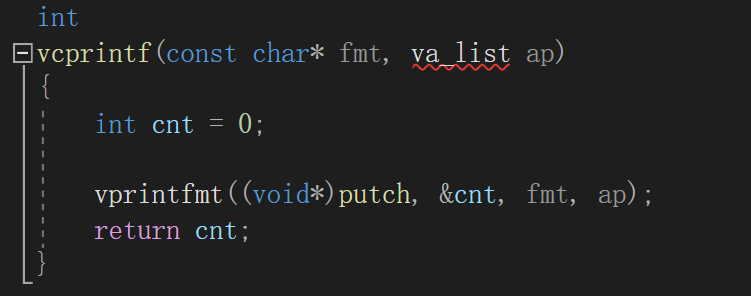 int
vcprintf(const char* fmt, va_list ap)
{
    int cnt = 0;
    vprintfmt((void*)putch, &cnt, fmt, ap);
    return cnt;
}